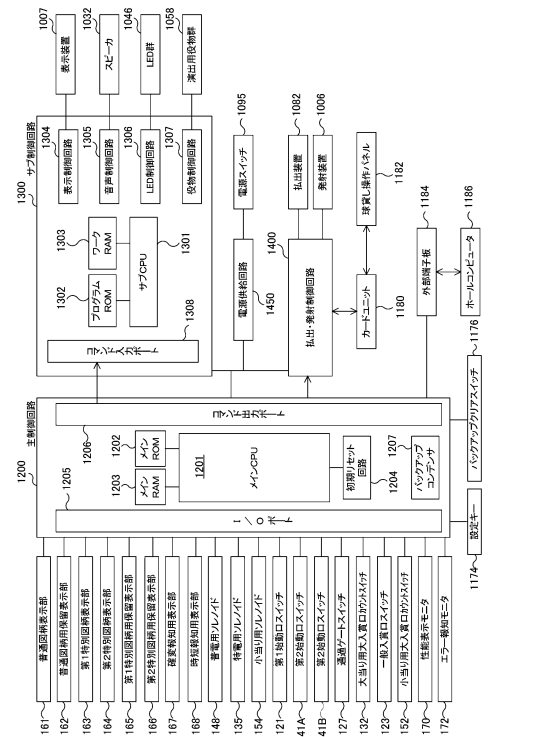 161 普通図柄表示部
162 普通図柄用保留表示部
163 第1特別図柄表示部
164 第2特別図柄表示部
165 第1特別図柄用保留表示部
166 第2特別図柄用保留表示部
167 確変報知用表示部
168 時短報知用表示部
148 普電用ソレノイド
135 特電用ソレノイド
154 小当り用ソレノイド
121 第1始動口スイッチ
41A 第2始動口スイッチ
41B 第2始動口スイッチ
127 通過ゲートスイッチ
132 大当り用大入賞口カウントスイッチ
123 一般入賞口スイッチ
152 小当り用大入賞口カウントスイッチ
170 性能表示モニタ
172 エラー報知モニタ
1200 主制御回路
1205
I/Oポート
1206
コマンド出力ポート
1203
メインRAM
1202
メインROM
1201
メインCPU
初期リセット回路
1204
1207
バックアップコンデンサ
設定キー
1174
バックアップクリアスイッチ
1176
1300 サブ制御回路
コマンド入力ポート
1308
1302
プログラムROM
1303
ワークRAM
サブCPU
1301
1304
表示制御回路
1305
音声制御回路
1306
LED制御回路
1307
役物制御回路
1007
表示装置
1032
スピーカ
1046
LED群
1058
演出用役物群
電源供給回路
1450
電源スイッチ
1095
払出・発射制御回路
1400
払出装置
1082
発射装置
1006
カードユニット
1180
球貸し操作パネル
1182
外部端子板
1184
ホールコンピュータ
1186